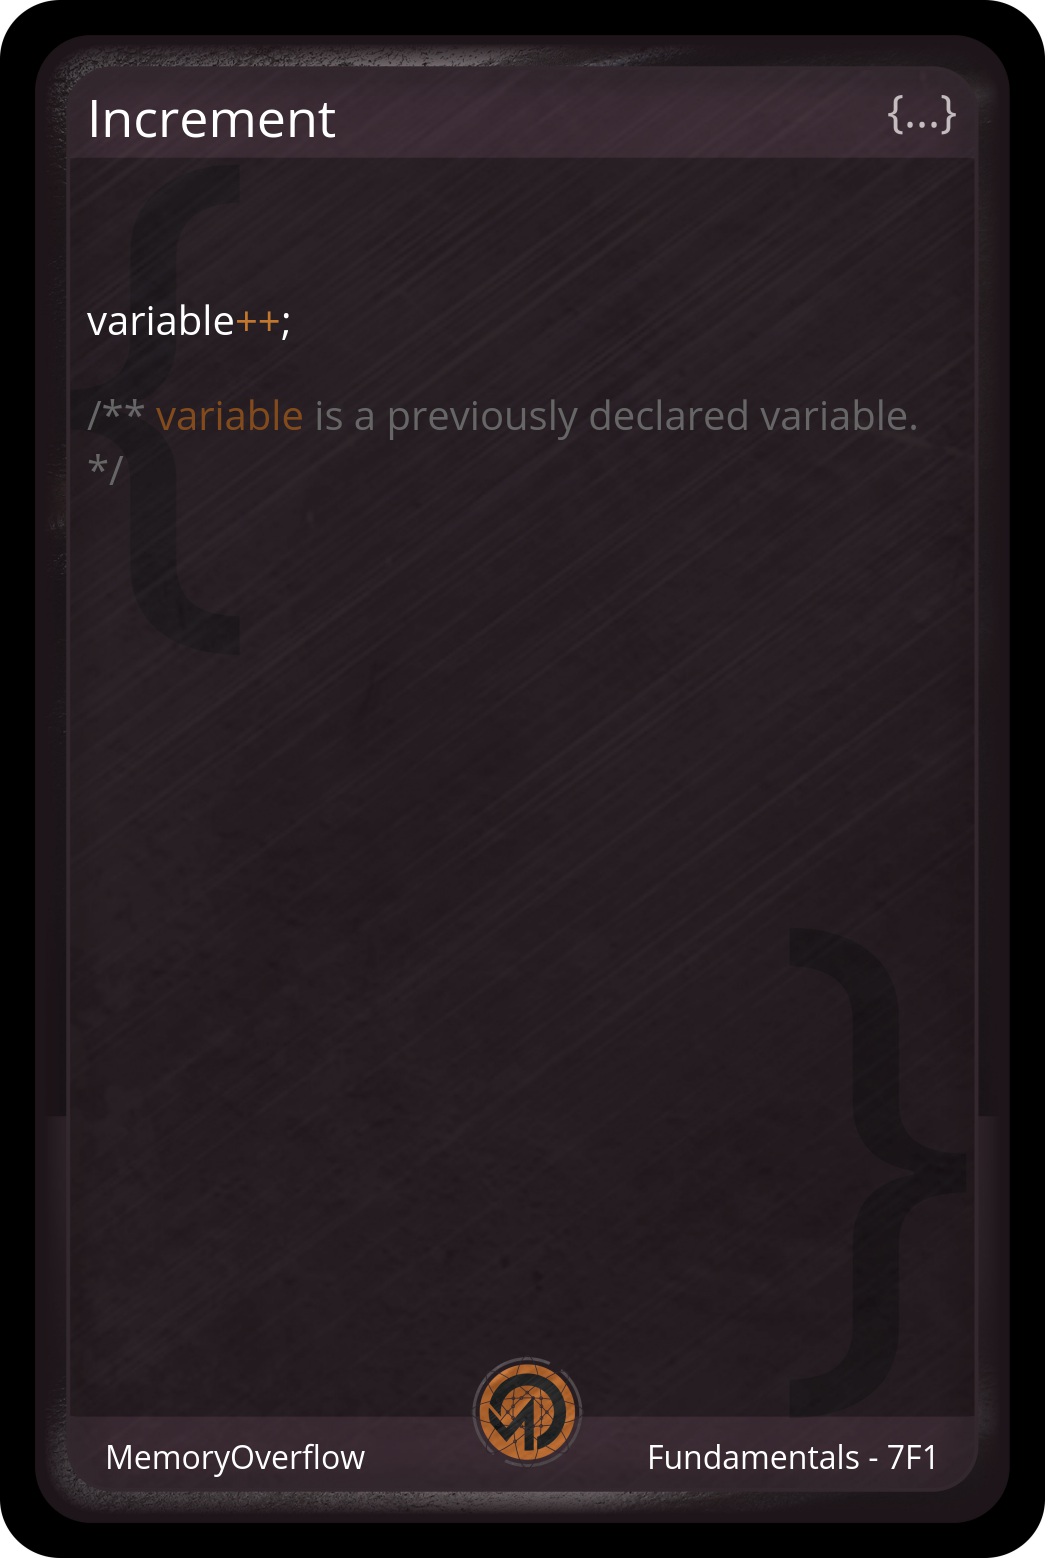 Increment {...}
variable++;
/** variable is a previously declared variable.
*/
MemoryOverflow
Fundamentals - 7F1